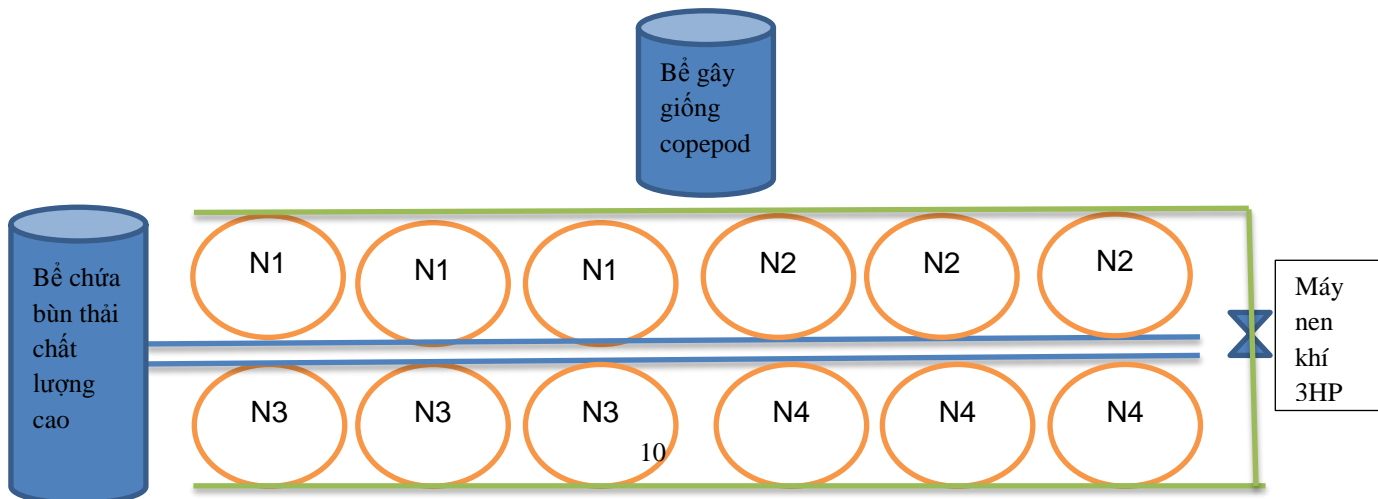 Bể gây
giống
copepod
Bể chứa
bùn thải
chất
lượng
cao
N1 N1 N1 N2 N2 N2
N3 N3 N3 N4 N4 N4
10
Máy
nen
khí
3HP